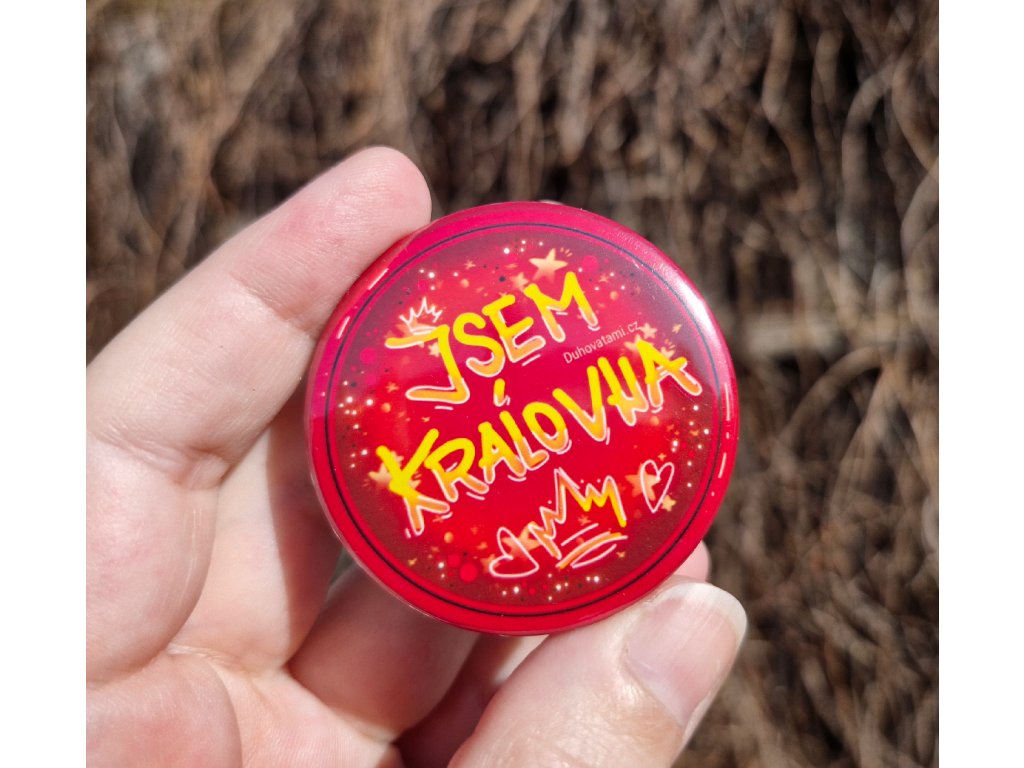 JSEM
Duhovatami.cz
KRÁLOVNA